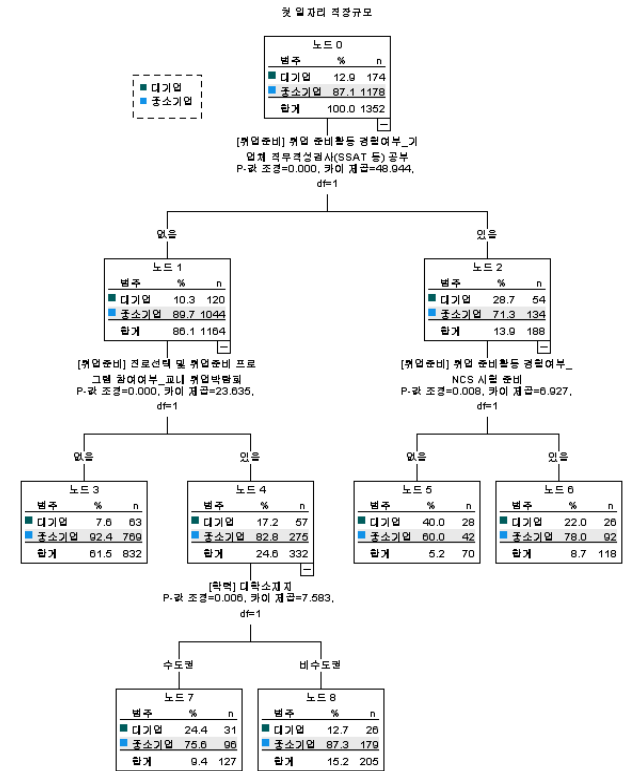 첫 일자리 직장규모
대기업
중소기업
노드 0
범주 % n
대기업 12.9 174
중소기업 87.1 1178
합계 100.0 1352
[취업준비] 취업 준비활동 경험여부_기
업체 직무적성검사(SSAT 등) 공부
P-값 조정=0.000, 카이 제곱=48.944,
df=1
없음
있음
노드 1
범주 % n
대기업 10.3 120
중소기업 89.7 1044
합계 86.1 1164
노드 2
범주 % n
대기업 28.7 54
중소기업 71.3 134
합계 13.9 188
[취업준비] 진로선택 및 취업준비 프로
그램 참여여부_교내 취업박람회
P-값 조정=0.000, 카이 제곱=23.635,
df=1
[취업준비] 취업 준비활동 경험여부_
NCS 시험 준비
P-값 조정=0.008, 카이 제곱=6.927,
df=1
없음
있음
없음
있음
노드 3
범주 % n
대기업 7.6 63
중소기업 92.4 769
합계 61.5 832
노드 4
범주 % n
대기업 17.2 57
중소기업 82.8 275
합계 24.6 332
노드 5
범주 % n
대기업 40.0 28
중소기업 60.0 42
합계 5.2 70
노드 6
범주 % n
대기업 22.0 26
중소기업 78.0 92
합계 8.7 118
[학력] 대학소재지
P-값 조정=0.006, 카이 제곱=7.583,
df=1
수도권
비수도권
노드 7
범주 % n
대기업 24.4 31
중소기업 75.6 96
합계 9.4 127
노드 8
범주 % n
대기업 12.7 26
중소기업 87.3 179
합계 15.2 205